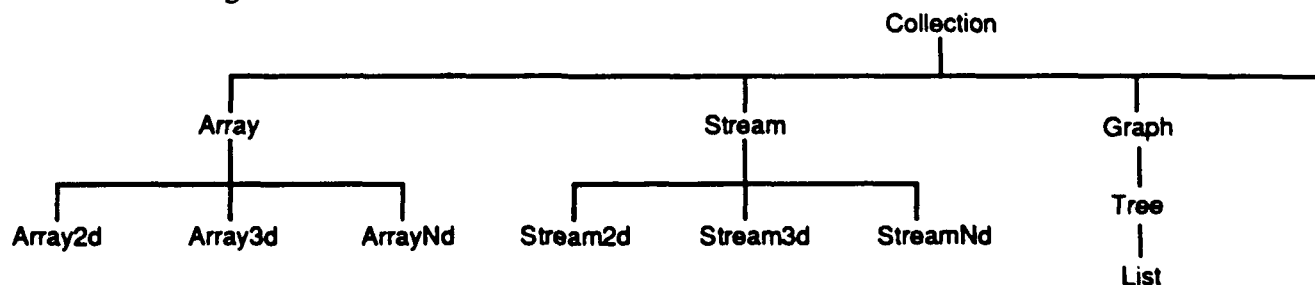 Collection
Array Stream Graph
Tree
Array2d Array3d ArrayNd Stream2d Stream3d StreamNd
List